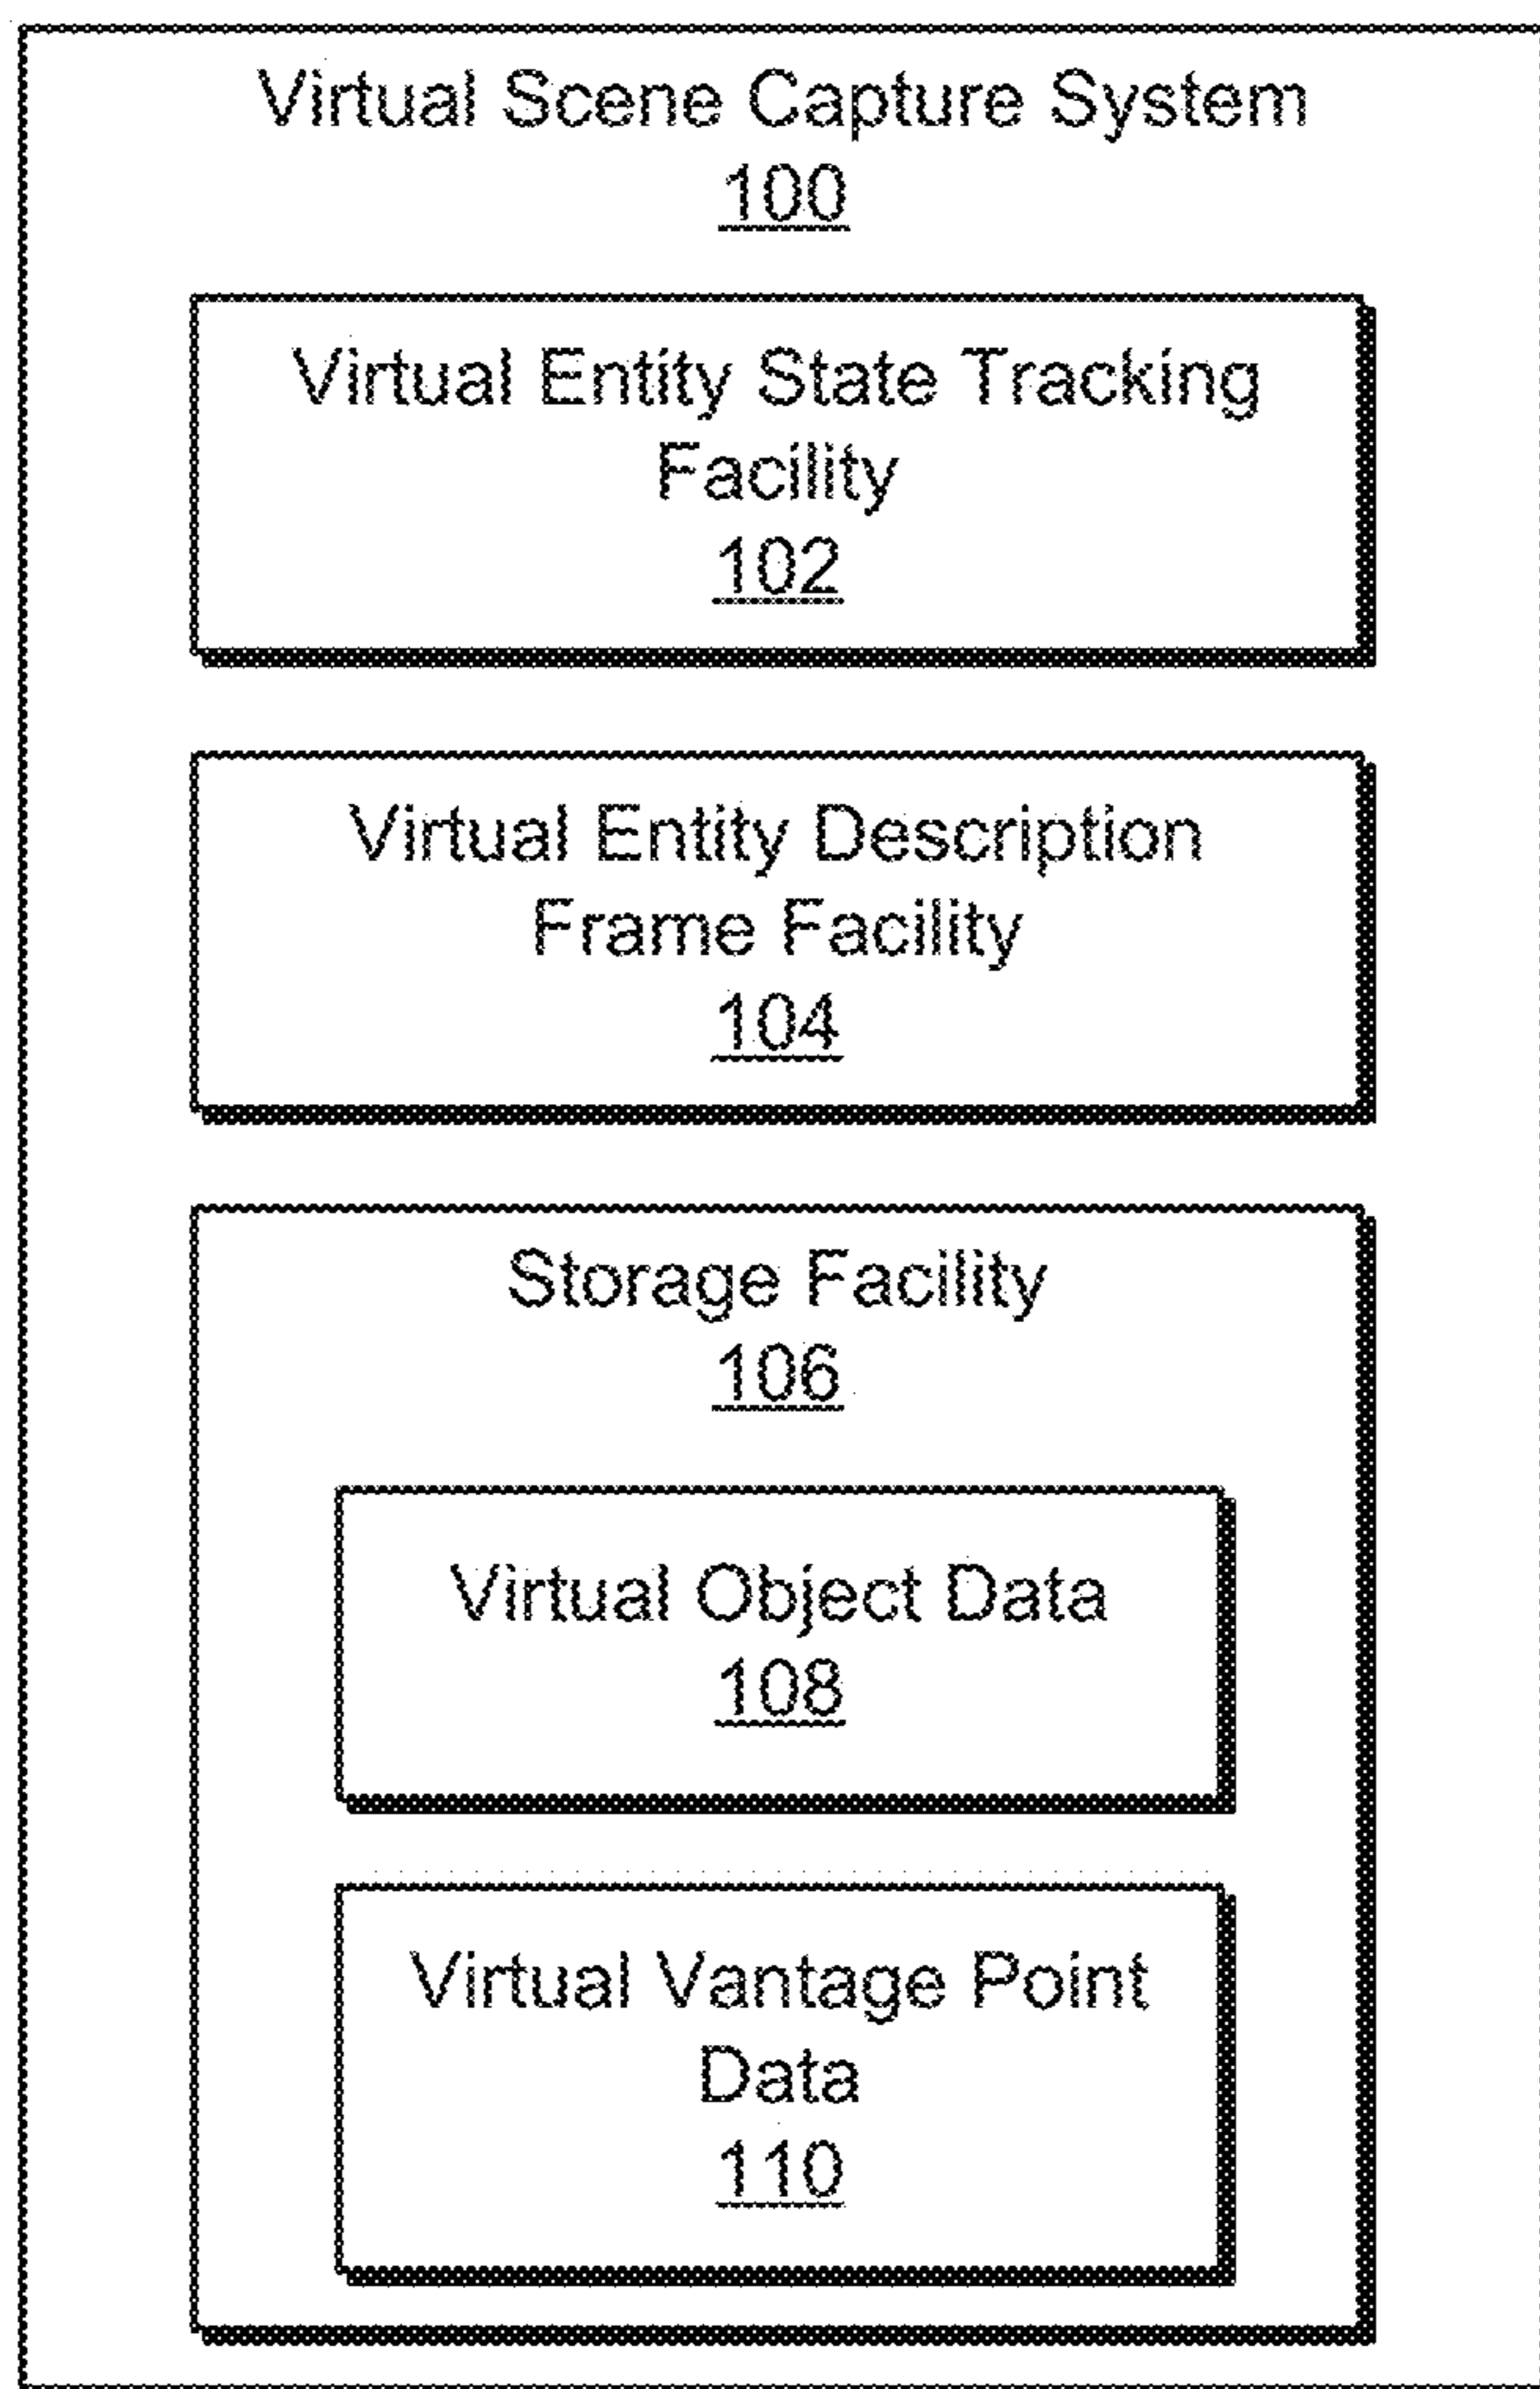 Virtual Scene Capture System
100
Virtual Entity State Tracking
Facility
102
Virtual Entity Description
Frame Facility
104
Storage Facility
106
Virtual Object Data
108
Virtual Vantage Point
Data
110